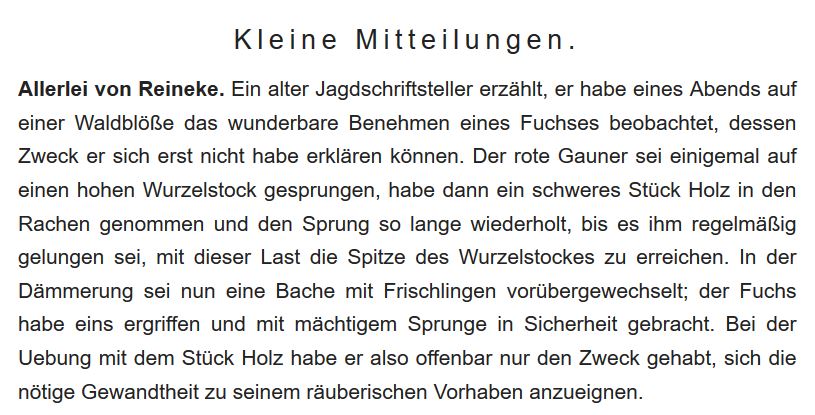 Kleine Mitteilungen.
Allerlei von Reineke. Ein alter Jagdschriftsteller erzählt, er habe eines Abends auf
einer Waldblöße das wunderbare Benehmen eines Fuchses beobachtet, dessen
Zweck er sich erst nicht habe erklären können. Der rote Gauner sei einigemal auf
einen hohen Wurzelstock gesprungen, habe dann ein schweres Stück Holz in den
Rachen genommen und den Sprung so lange wiederholt, bis es ihm regelmäßig
gelungen sei, mit dieser Last die Spitze des Wurzelstockes zu erreichen. In der
Dämmerung sei nun eine Bache mit Frischlingen vorübergewechselt; der Fuchs
habe eins ergriffen und mit mächtigem Sprunge in Sicherheit gebracht. Bei der
Uebung mit dem Stück Holz habe er also offenbar nur den Zweck gehabt, sich die
nötige Gewandtheit zu seinem räuberischen Vorhaben anzueignen.